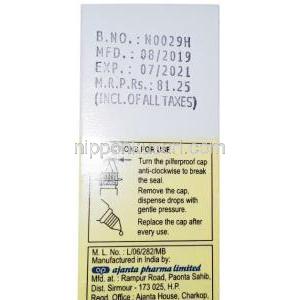 B.NO.: N0029H
MFD.: 08/2019
EXP.: 07/2021
M.R.P.Rs.: 81.25
(INCL.OF ALL TAXES)
FOR USE
Turn the pilferproof cap
anti-clockwise to break
the seal.
Remove the cap,
dispense drops with
gentle pressure.
Replace the cap after
every use.
M. L. No.: L/06/282/MB
Manufactured in India by:
ajanta pharma limited
At.: Rampur Road, Paonta Sahib,
Dist. Sirmour - 173 025, H.P.
Regd. Office: Ajanta House, Charkop,